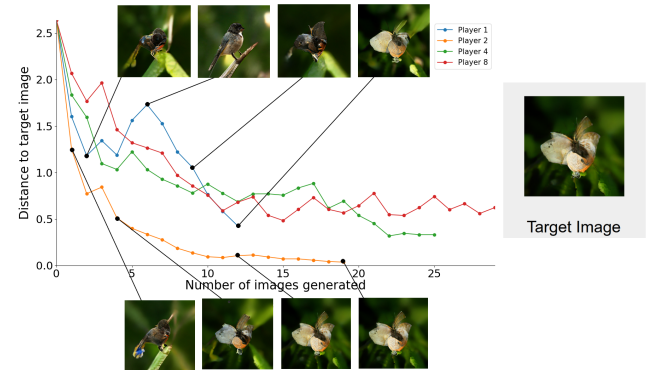 Player 1
Player 2
Player 4
Player 8
Distance to target image
2.5
2.0
1.5
1.0
0.5
0.0
0
5
10
15
20
25
Number of images generated
Target Image